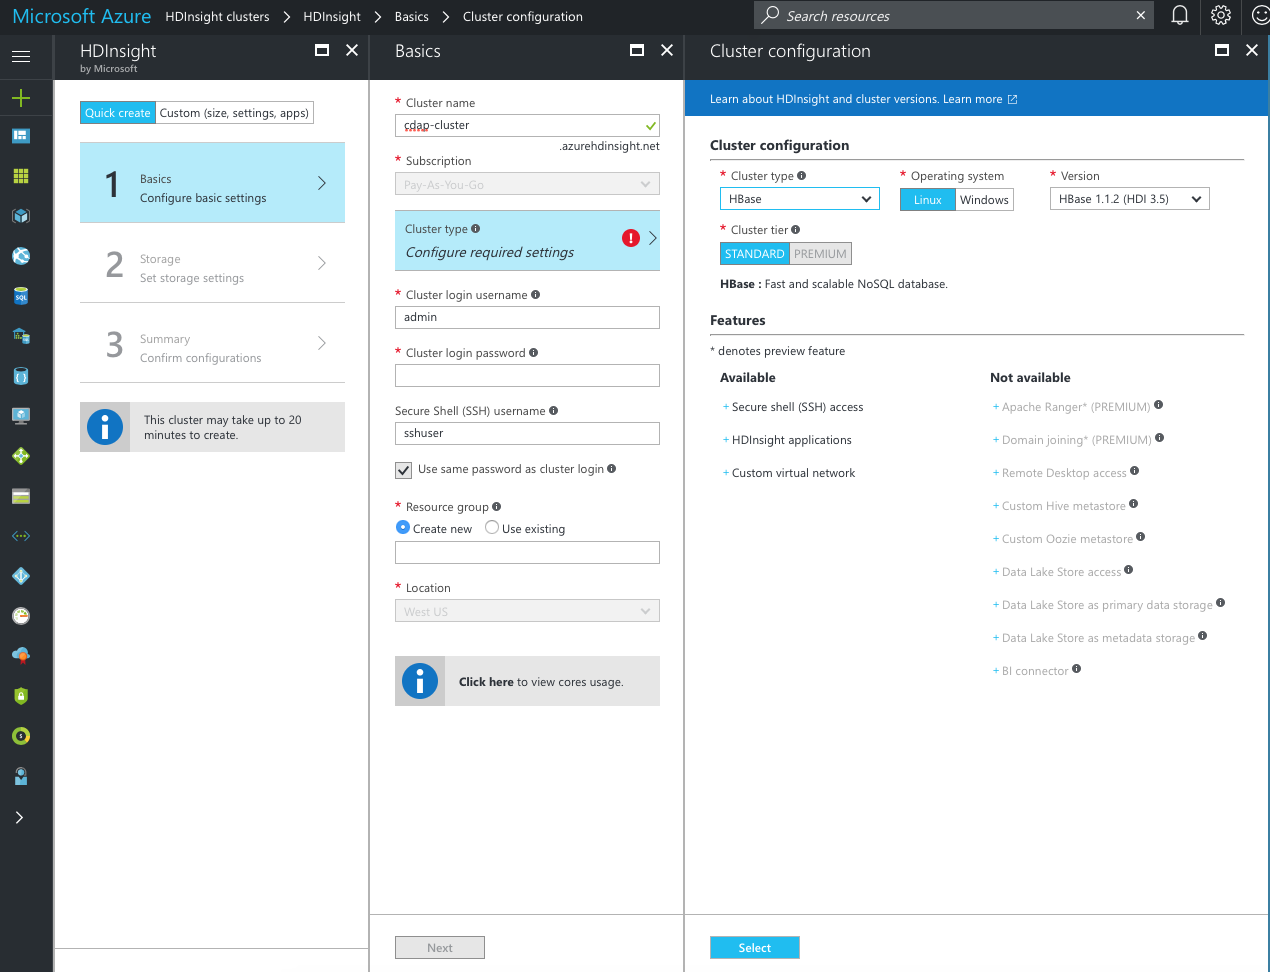 Microsoft Azure HDInsight clusters HDInsight Basics Cluster configuration
Search resources
HDInsight
by Microsoft
Quick create Custom (size, settings, apps)
1
Basics
Configure basic settings
2
Storage
Set storage settings
3
Summary
Confirm configurations
This cluster may take up to 20
minutes to create.
Basics
* Cluster name
cdap-cluster
.azurehdinsight.net
* Subscription
Pay-As-You-Go
Cluster type
Configure required settings
* Cluster login username
admin
* Cluster login password
Secure Shell (SSH) username
sshuser
Use same password as cluster login
* Resource group
Create new Use existing
* Location
West US
Click here to view cores usage.
Next
Cluster configuration
Learn about HDInsight and cluster versions. Learn more
Cluster configuration
* Cluster type * Operating system * Version
HBase Linux Windows HBase 1.1.2 (HDI 3.5)
* Cluster tier
STANDARD PREMIUM
HBase : Fast and scalable NoSQL database.
Features
* denotes preview feature
Available
+ Secure shell (SSH) access
+ HDInsight applications
+ Custom virtual network
Not available
+ Apache Ranger* (PREMIUM)
+ Domain joining* (PREMIUM)
+ Remote Desktop access
+ Custom Hive metastore
+ Custom Oozie metastore
+ Data Lake Store access
+ Data Lake Store as primary data storage
+ Data Lake Store as metadata storage
+ BI connector
Select